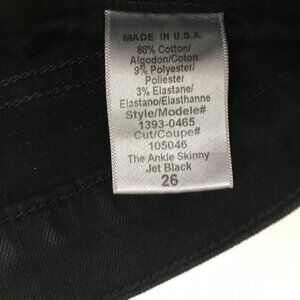 MADE IN U.S.A.
88% Cotton/
Algodon/Coton
9% Polyester/
Poliester
3% Elastane/
Elastano/Elasthanne
Style/Modele#
1393-0465
Cut/Coupe#
105046
The Ankle Skinny
Jet Black
26